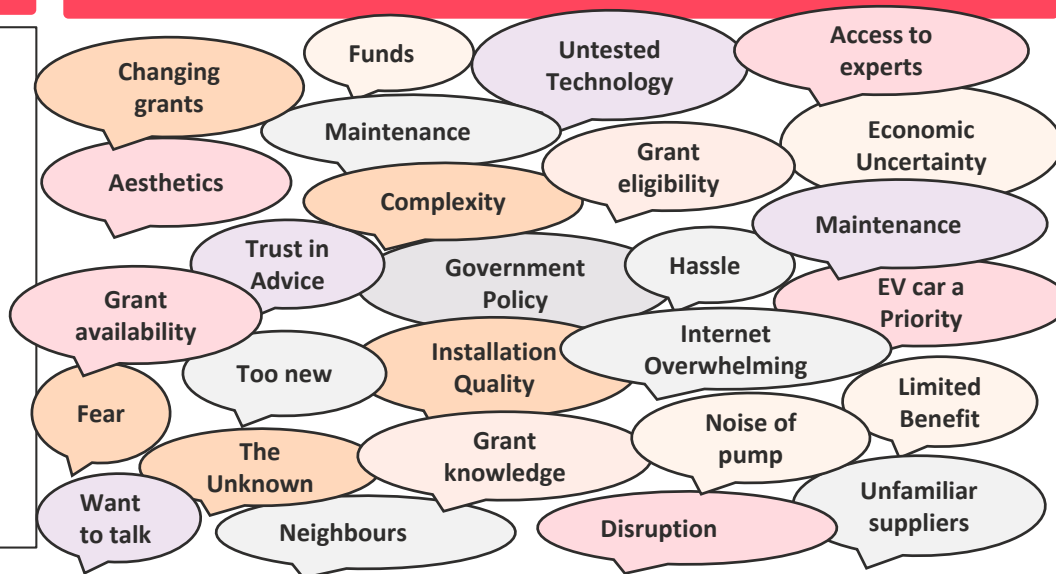 Changing
grants
Funds
Untested
Technology
Access to
experts
Maintenance
Economic
Uncertainty
Grant
eligibility
Aesthetics
Complexity
Maintenance
Trust in
Advice
Government
Policy
Hassle
EV car a
Priority
Grant
availability
Internet
Overwhelming
Installation
Quality
Too new
Limited
Benefit
Fear
Noise of
pump
Grant
knowledge
The
Unknown
Unfamiliar
suppliers
Want
to talk
Neighbours
Disruption